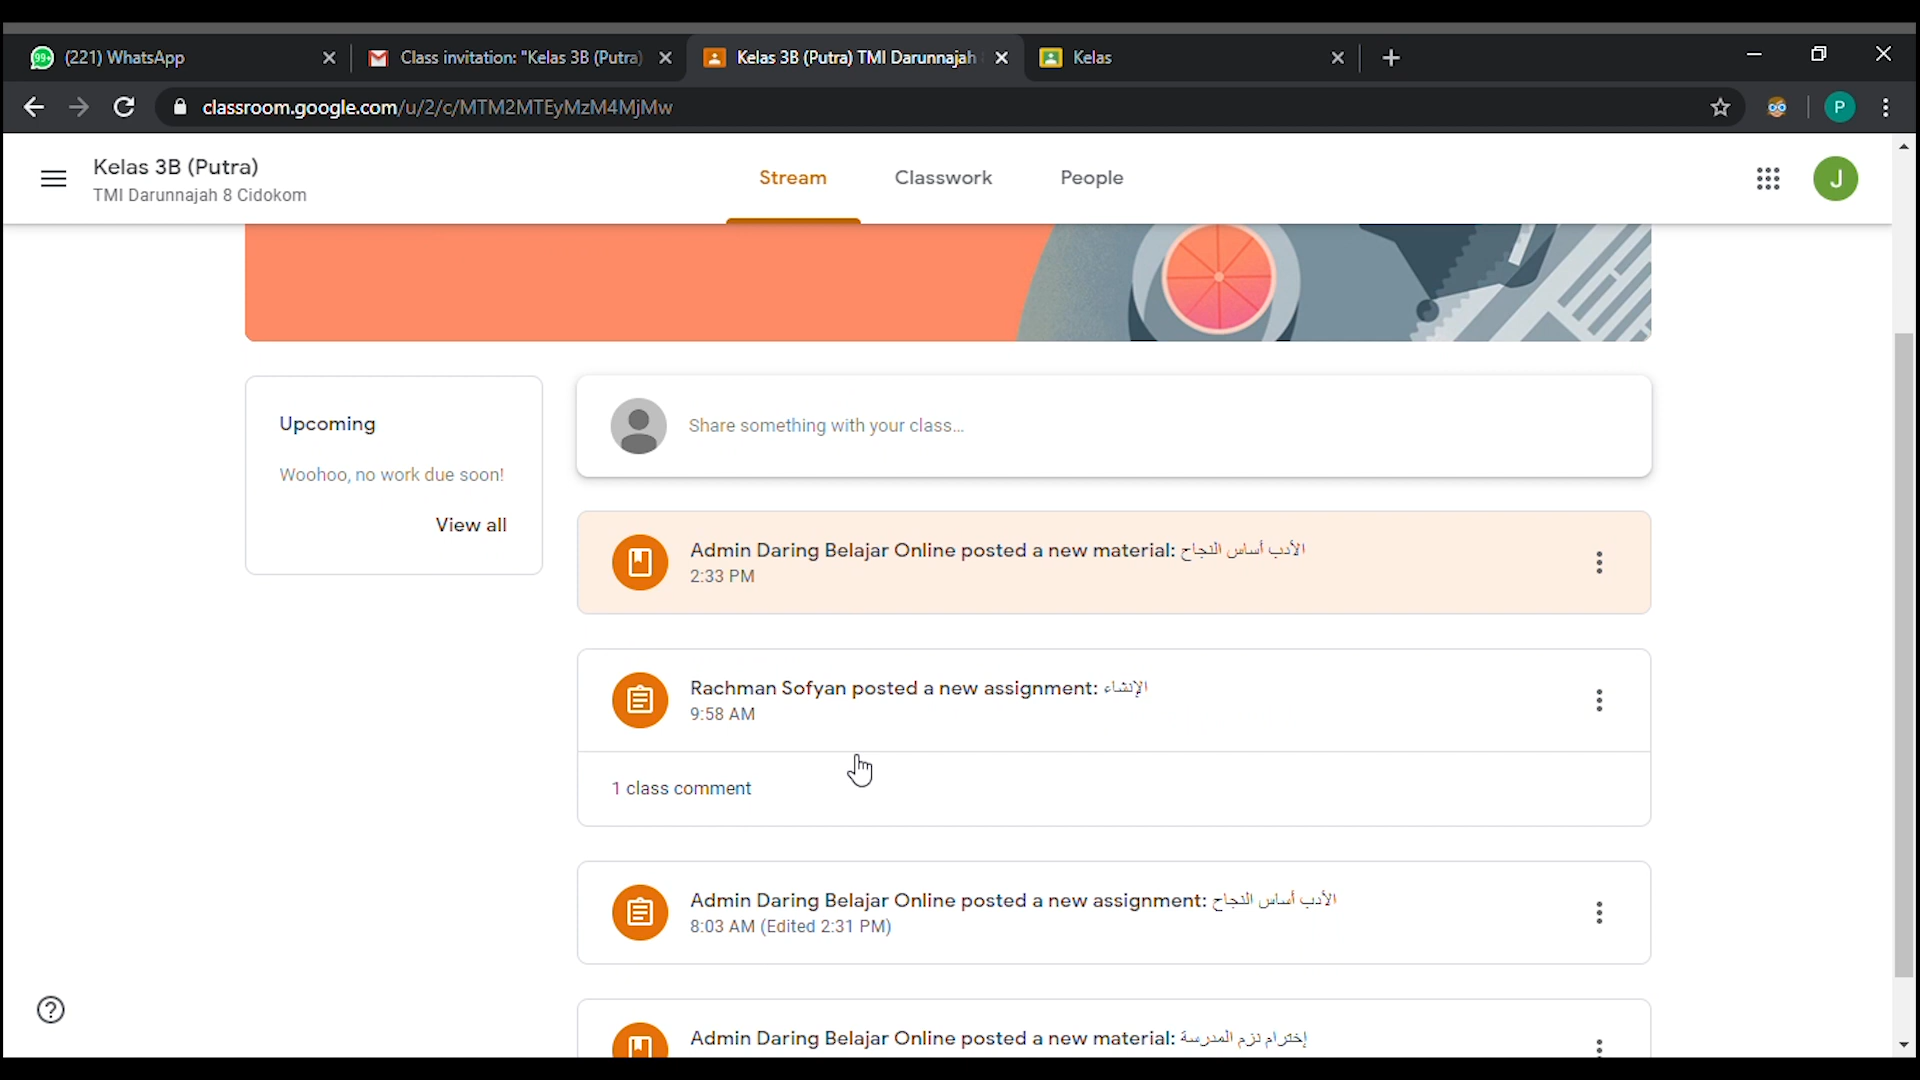 (221) WhatsApp
Class invitation: "Kelas 3B (Putra)
Kelas 3B (Putra) TMI Darunnajah
Kelas
classroom.google.com/u/2/c/MTM2MTEyMzM4MjMw
P
Kelas 3B (Putra)
TMI Darunnajah 8 Cidokom
Stream
Classwork
People
J
Upcoming
Woohoo, no work due soon!
View all
Share something with your class...
Admin Daring Belajar Online posted a new material: الأدب أساس النجاح
2:33 PM
Rachman Sofyan posted a new assignment: الإنشاء
9:58 AM
1 class comment
Admin Daring Belajar Online posted a new assignment: الأدب أساس النجاح
8:03 AM (Edited 2:31 PM)
Admin Daring Belajar Online posted a new material: إخترام نزم المدرسة